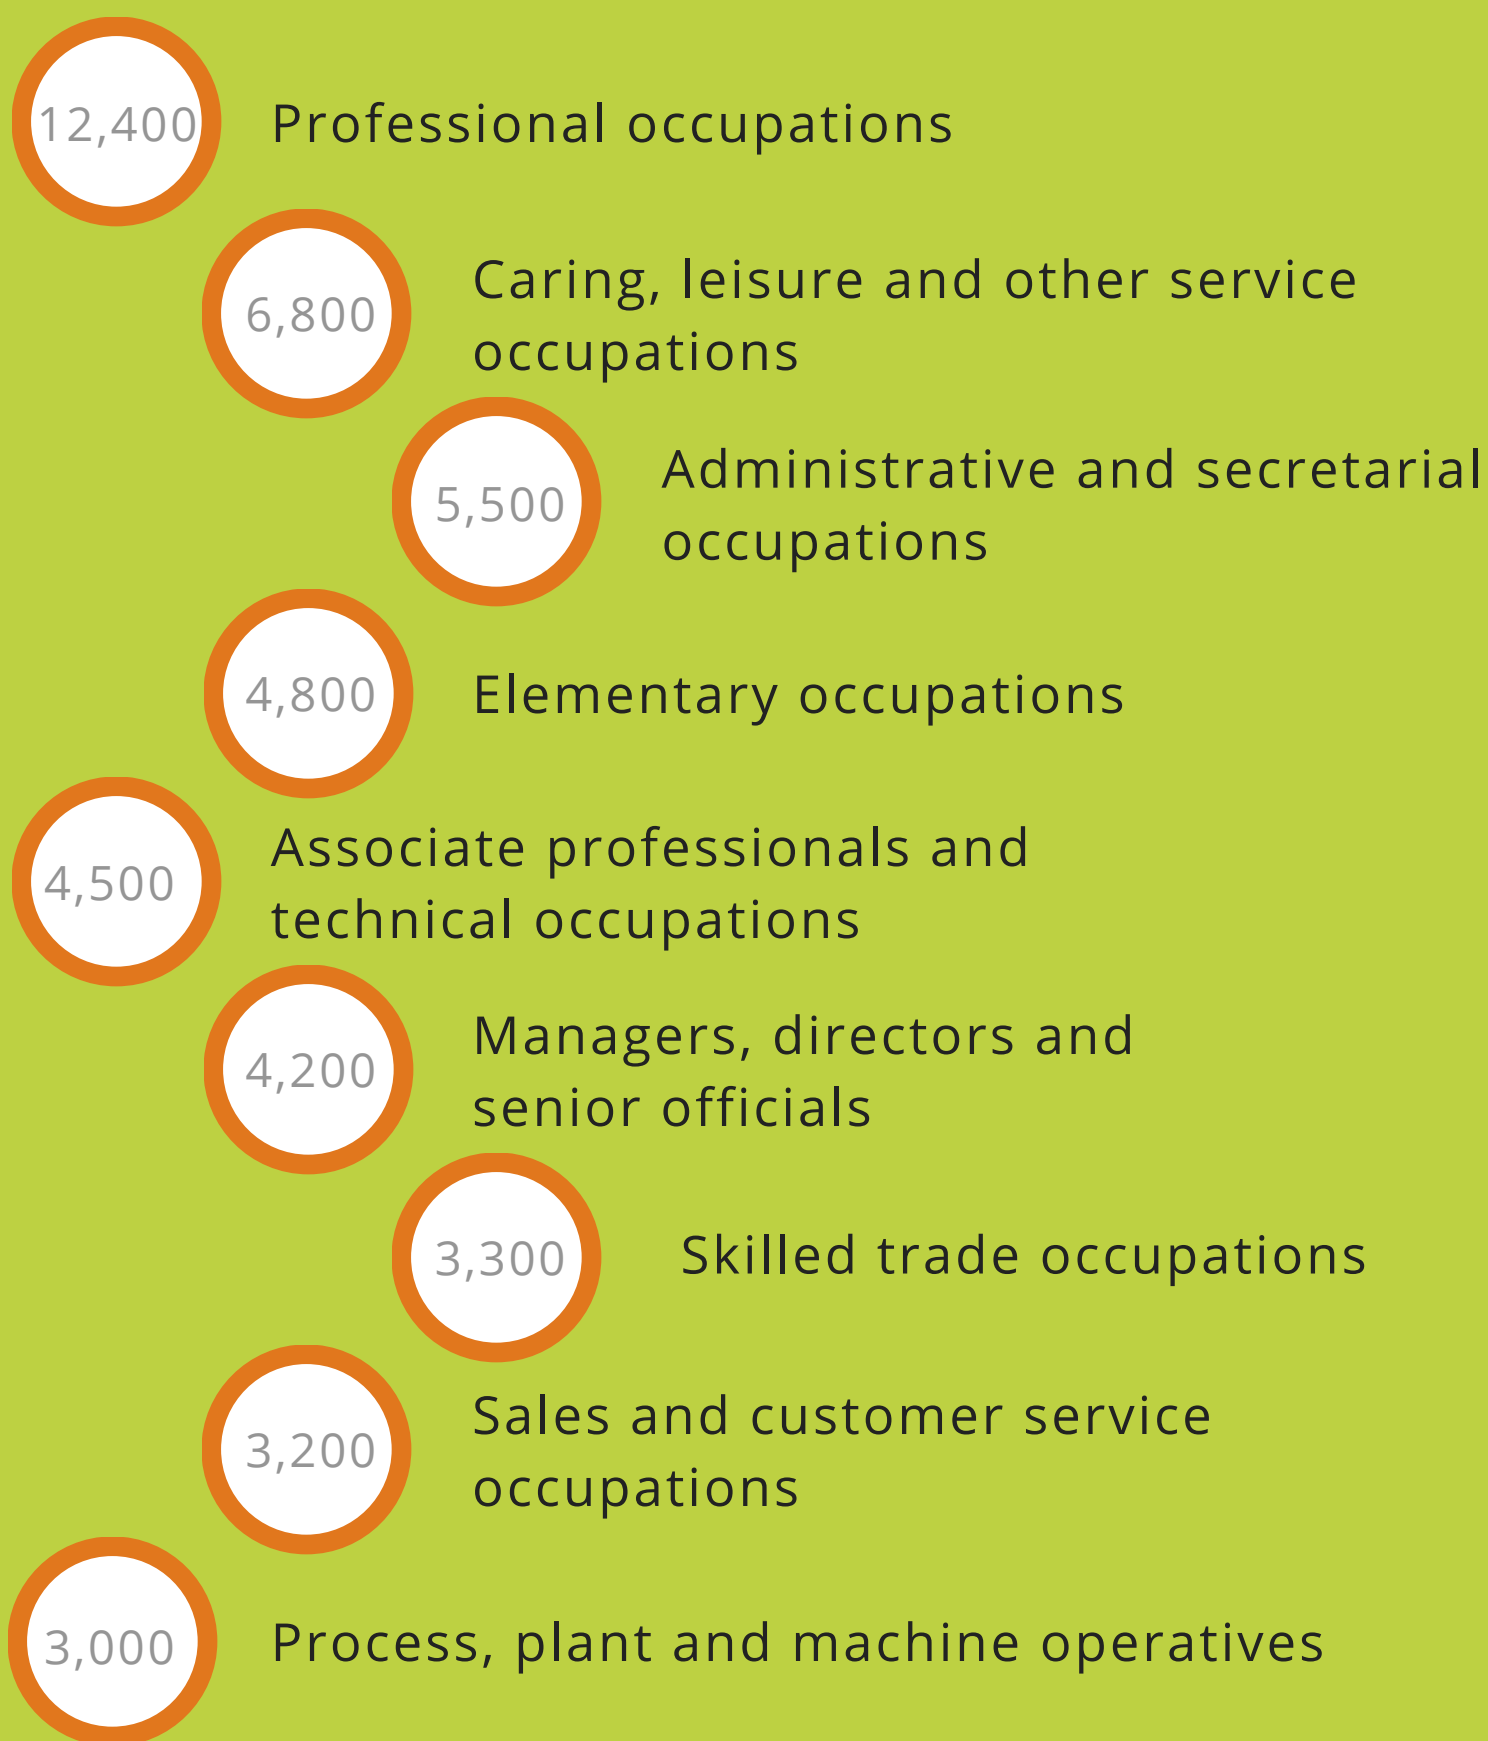 12,400
Professional occupations
6,800
Caring, leisure and other service
occupations
5,500
Administrative and secretarial
occupations
4,800
Elementary occupations
4,500
Associate professionals and
technical occupations
4,200
Managers, directors and
senior officials
3,300
Skilled trade occupations
3,200
Sales and customer service
occupations
3,000
Process, plant and machine operatives